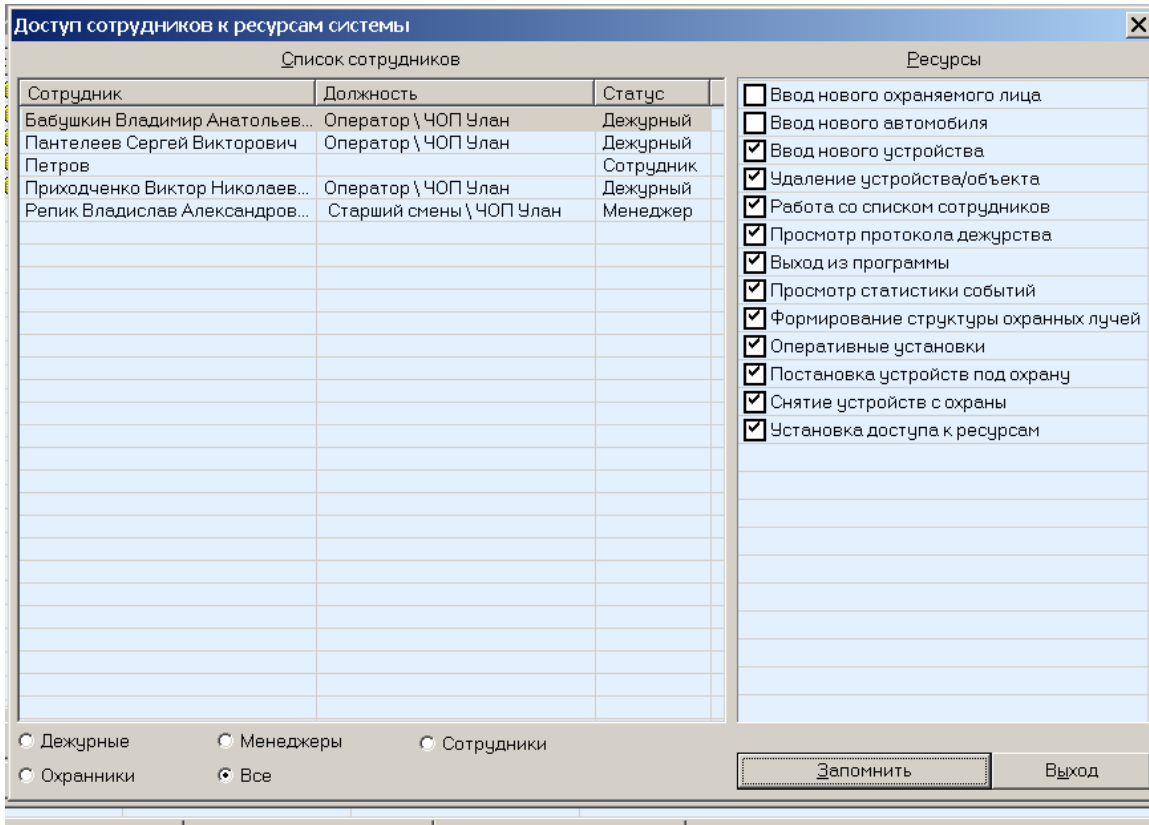 Доступ сотрудников к ресурсам системы
Список сотрудников
Сотрудник Должность Статус
Бабушкин Владимир Анатольев... Оператор \ ЧОП Улан Дежурный
Пантелеев Сергей Викторович Оператор \ ЧОП Улан Дежурный
Петров Сотрудник
Приходченко Виктор Николаев... Оператор \ ЧОП Улан Дежурный
Репик Владислав Александров... Старший смены \ ЧОП Улан Менеджер
Дежурные Менеджеры Сотрудники
Охранники Все
Ресурсы
Ввод нового охраняемого лица
Ввод нового автомобиля
Ввод нового устройства
Удаление устройства/объекта
Работа со списком сотрудников
Просмотр протокола дежурства
Выход из программы
Просмотр статистики событий
Формирование структуры охранных лучей
Оперативные установки
Постановка устройств под охрану
Снятие устройств с охраны
Установка доступа к ресурсам
Запомнить Выход